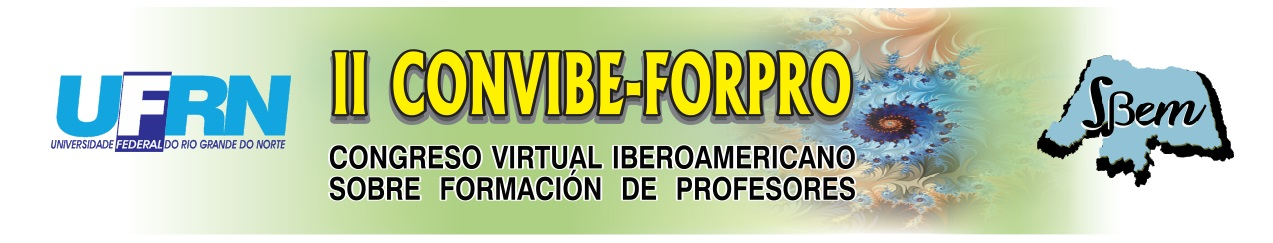 UFRN
UNIVERSIDADE FEDERAL DO RIO GRANDE DO NORTE
II CONVIBE-FORPRO
CONGRESO VIRTUAL IBEROAMERICANO
SOBRE FORMACIÓN DE PROFESORES
SBem